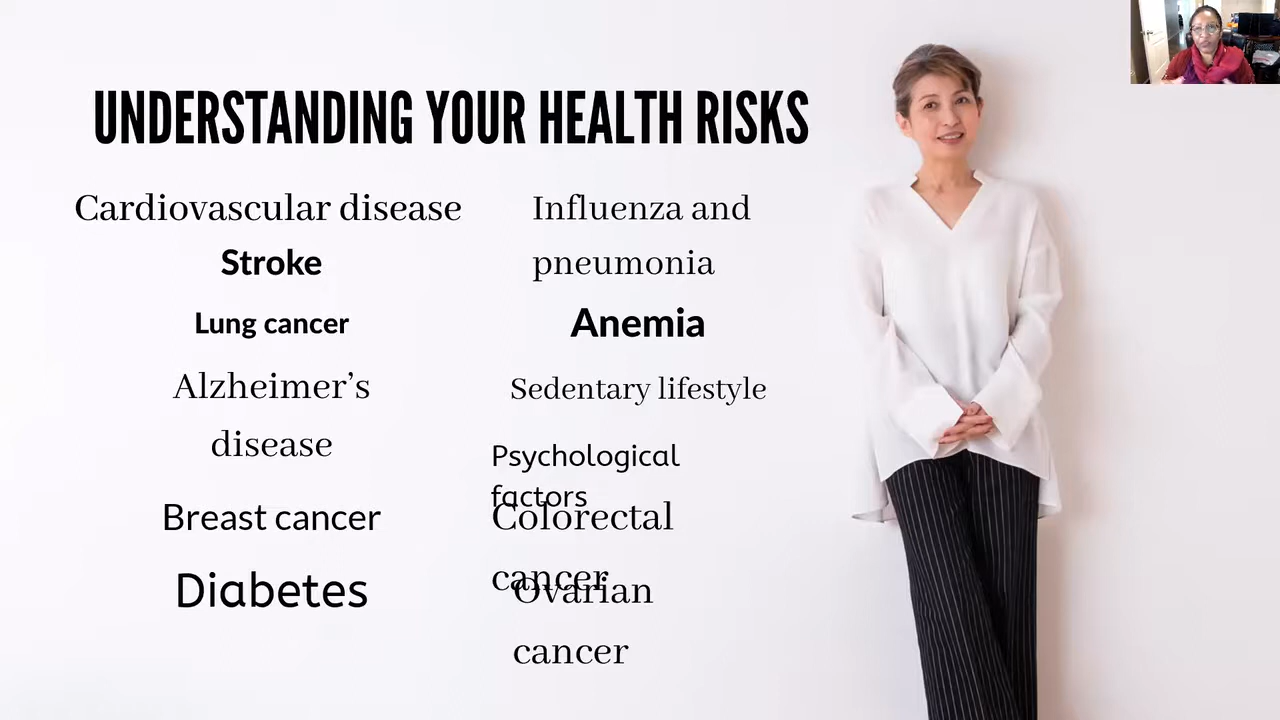 UNDERSTANDING YOUR HEALTH RISKS
Cardiovascular disease
Stroke
Lung cancer
Alzheimer’s
disease
Breast cancer
Diabetes
Influenza and
pneumonia
Anemia
Sedentary lifestyle
Psychological
factors
Colorectal
cancer
Ovarian
cancer